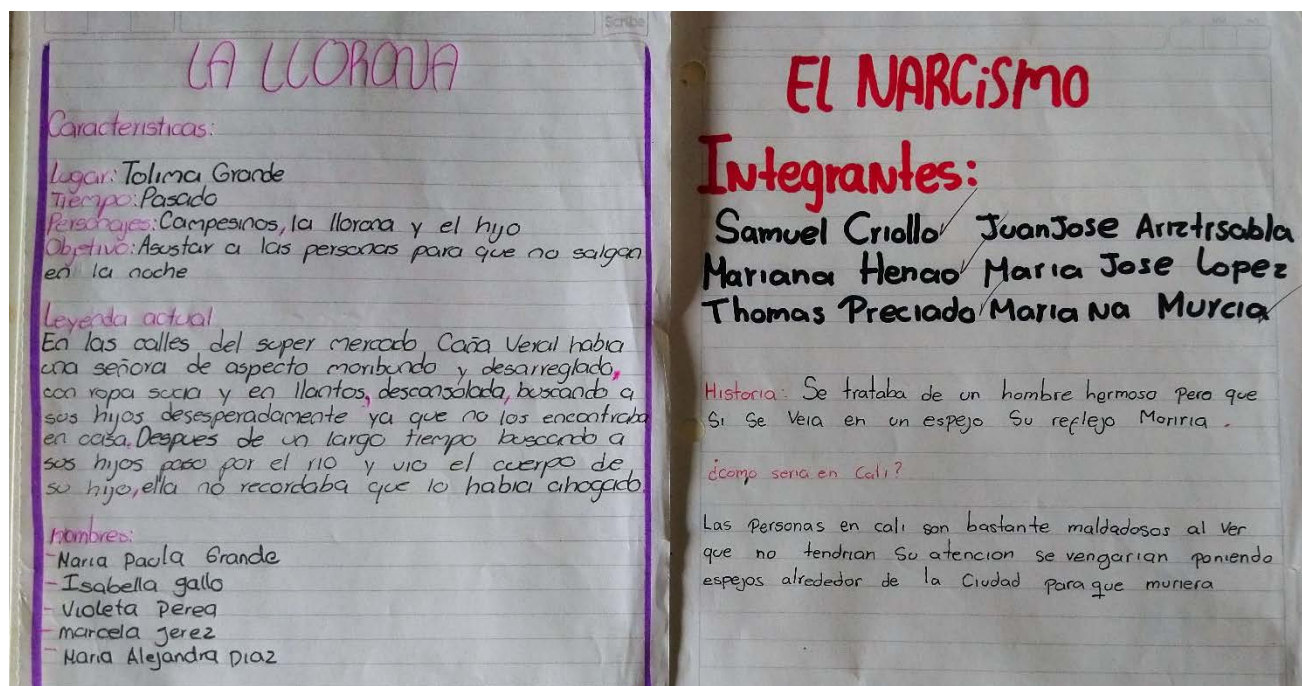 Scribe
LA LLORONA
Caracteristicas:
Lugar: Tolima Grande
Tiempo: Pasado
Personajes: Campesinos, la llorona y el hijo
Objetivo: Asustar a las personas para que no salgan
en la noche
Leyenda actual
En las calles del super mercado Caña Veral habia
una señora de aspecto moribundo y desarreglado,
con ropa sucia y en llantos, desconsolada, buscando a
sus hijos desesperadamente ya que no los encontraba
en casa. Despues de un largo tiempo buscando a
sus hijos paso por el rio y vio el cuerpo de
su hijo, ella no recordaba que lo habia ahogado
nombres:
- Maria Paola Grande
- Isabella gallo
- Violeta Perea
- marcela jerez
- Maria Alejandra Diaz
EL NARCiSMO
Integrantes:
Samuel Criollo JuanJose
Mariana Henao Maria Jose Lopez
Thomas Preciado Mariana Murcia
Historia: Se trataba de un hombre hermoso Pero que
Si Se Veia en un espejo Su reflejo Moriria.
¿como seria en Cali?
Las Personas en cali son bastante maldadosos al ver
que no tendrian Su atencion se vengarian poniendo
espejos alrededor de la Ciudad para que muriera